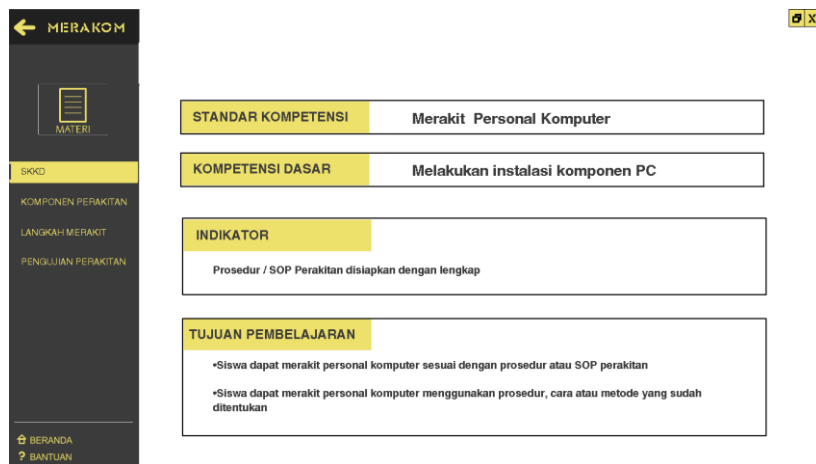 MERAKOM
X
MATERI
SKKD
KOMPONEN PERAKITAN
LANGKAH MERAKIT
PENGUJIAN PERAKITAN
BERANDA
? BANTUAN
STANDAR KOMPETENSI
Merakit Personal Komputer
KOMPETENSI DASAR
Melakukan instalasi komponen PC
INDIKATOR
Prosedur / SOP Perakitan disiapkan dengan lengkap
TUJUAN PEMBELAJARAN
•Siswa dapat merakit personal komputer sesuai dengan prosedur atau SOP perakitan
•Siswa dapat merakit personal komputer menggunakan prosedur, cara atau metode yang sudah
ditentukan